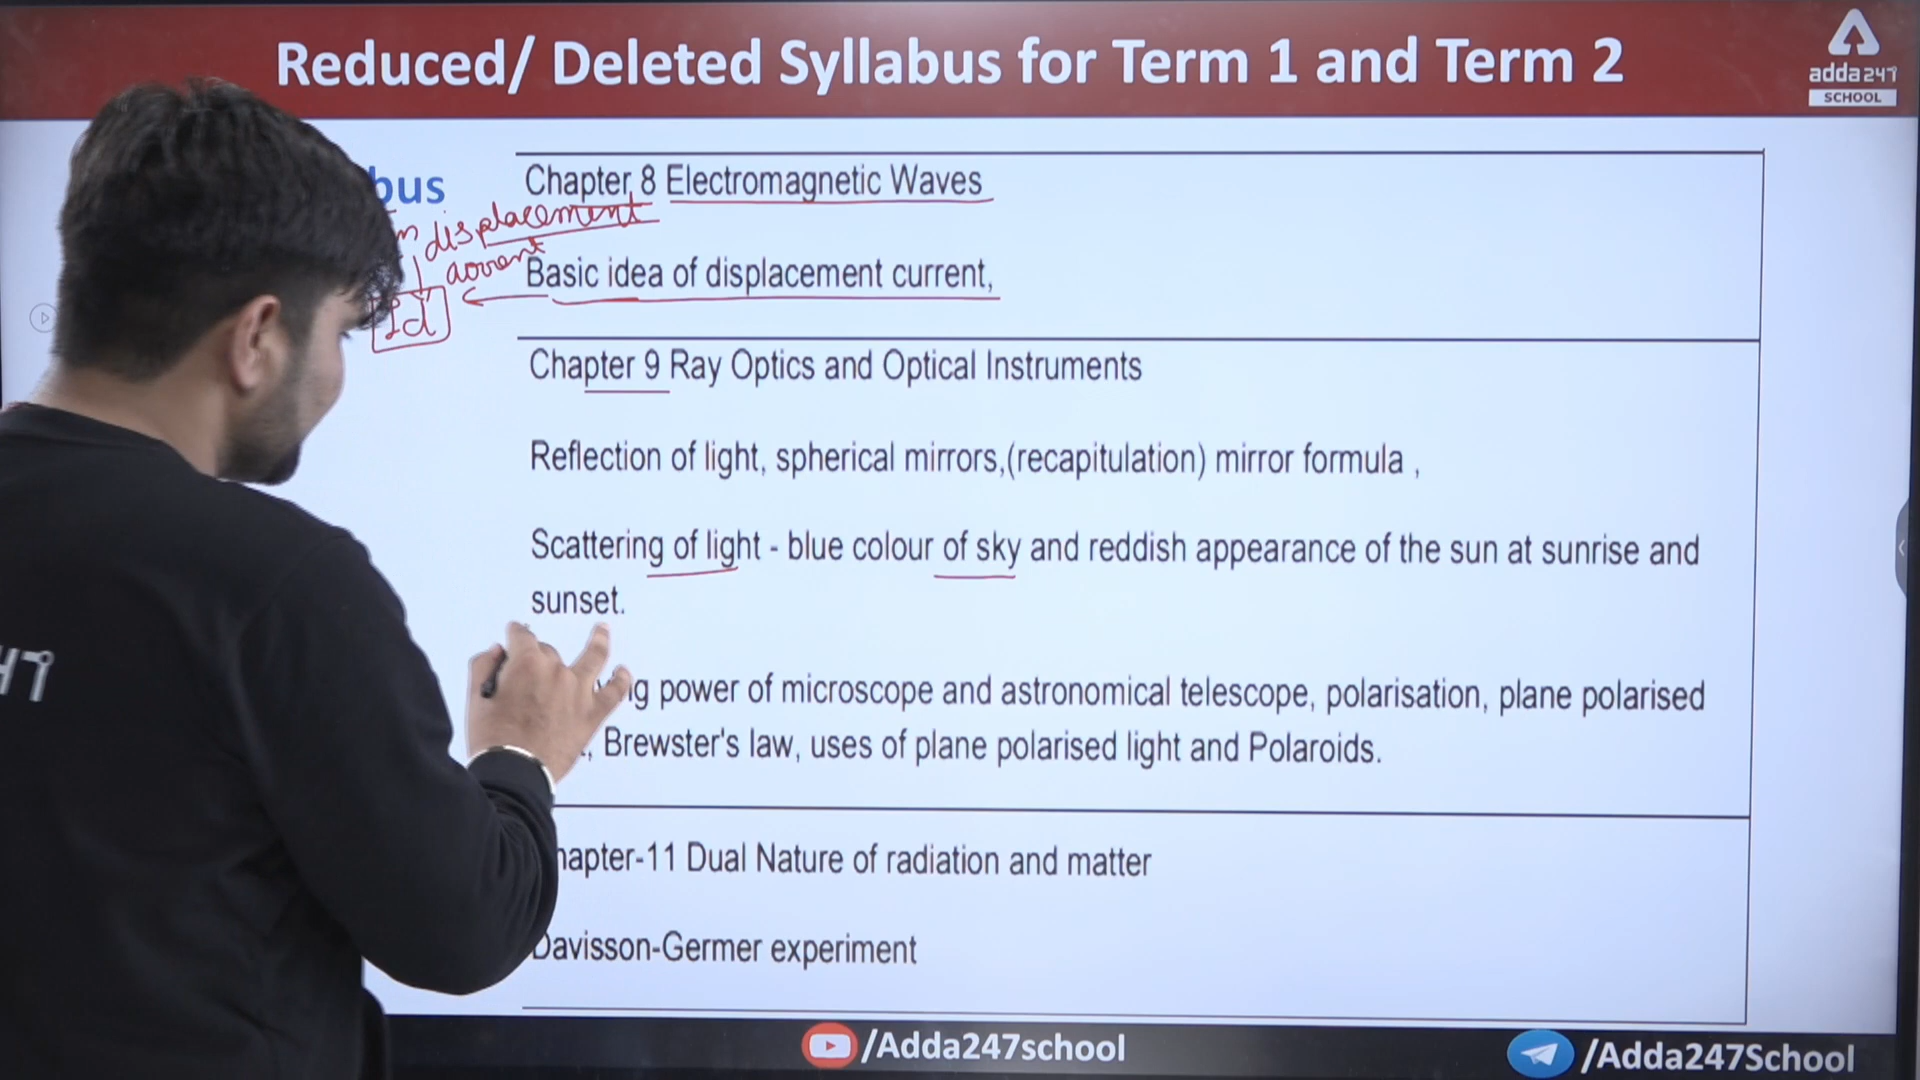 Reduced/ Deleted Syllabus for Term 1 and Term 2
adda247
SCHOOL
Chapter 8 Electromagnetic Waves
displacement
current
Basic idea of displacement current,
Id
Chapter 9 Ray Optics and Optical Instruments
Reflection of light, spherical mirrors,(recapitulation) mirror formula ,
Scattering of light - blue colour of sky and reddish appearance of the sun at sunrise and
sunset.
power of microscope and astronomical telescope, polarisation, plane polarised
Brewster's law, uses of plane polarised light and Polaroids.
hapter-11 Dual Nature of radiation and matter
Davisson-Germer experiment
/Adda247school
/Adda247School